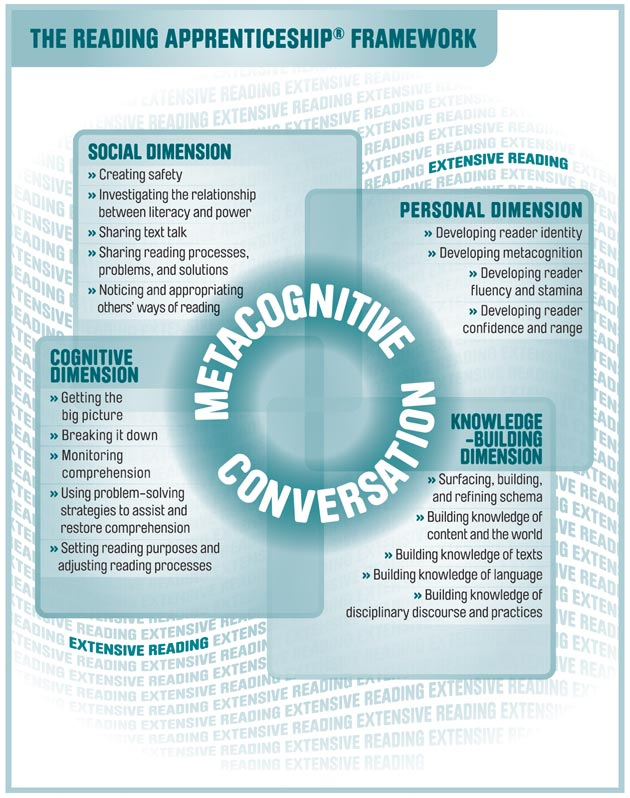 THE READING APPRENTICESHIP® FRAMEWORK
EXTENSIVE READING
SOCIAL DIMENSION
» Creating safety
» Investigating the relationship
between literacy and power
» Sharing text talk
» Sharing reading processes,
problems, and solutions
» Noticing and appropriating
others' ways of reading
PERSONAL DIMENSION
» Developing reader identity
» Developing metacognition
» Developing reader
fluency and stamina
» Developing reader
confidence and range
METACOGNITIVE
CONVERSATION
COGNITIVE
DIMENSION
» Getting the
big picture
» Breaking it down
» Monitoring
comprehension
» Using problem-solving
strategies to assist and
restore comprehension
» Setting reading purposes and
adjusting reading processes
KNOWLEDGE
-BUILDING
DIMENSION
» Surfacing, building,
and refining schema
» Building knowledge of
content and the world
» Building knowledge of texts
» Building knowledge of language
» Building knowledge of
disciplinary discourse and practices
EXTENSIVE READING